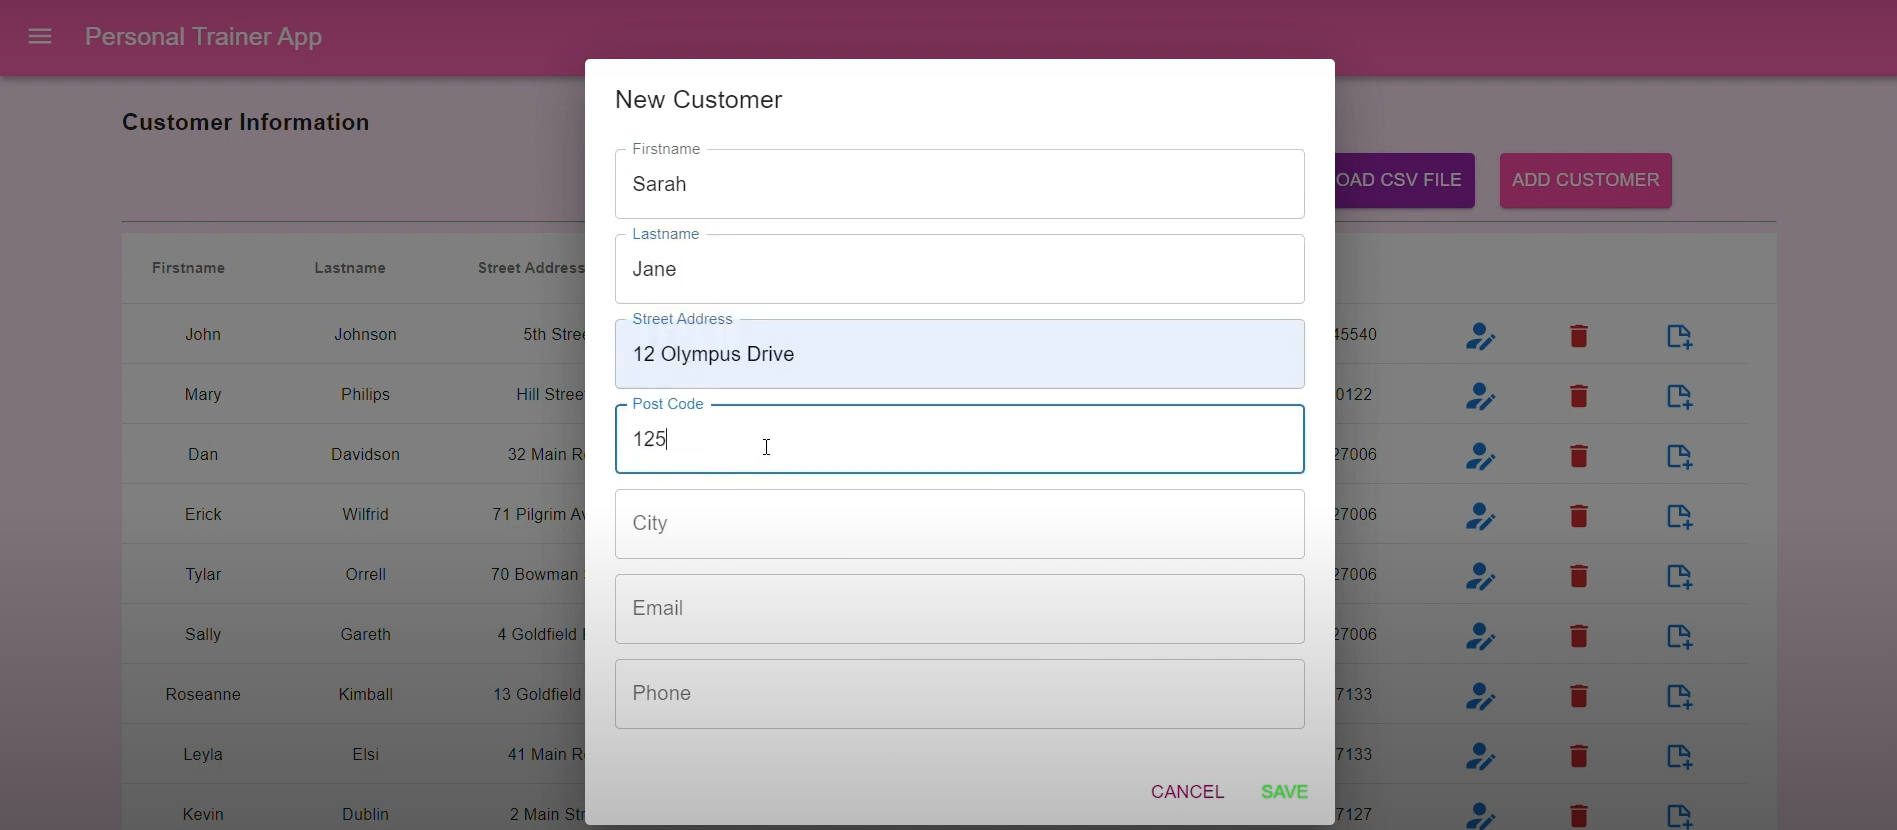 Personal Trainer App
New Customer
Customer Information
Firstname
Sarah
OAD CSV FILE ADD CUSTOMER
Lastname
Jane
Firstname Lastname Street Address
Street Address
12 Olympus Drive
John Johnson 5th Stree 45540
Mary Philips Hill Stree 0122
Post Code
125
Dan Davidson 32 Main R 27006
Erick Wilfrid 71 Pilgrim Av 27006
City
Tylar Orrell 70 Bowman 27006
Email
Sally Gareth 4 Goldfield 27006
Roseanne Kimball 13 Goldfield 7133
Phone
Leyla Elsi 41 Main R 7133
CANCEL SAVE
Kevin Dublin 2 Main Str 7127